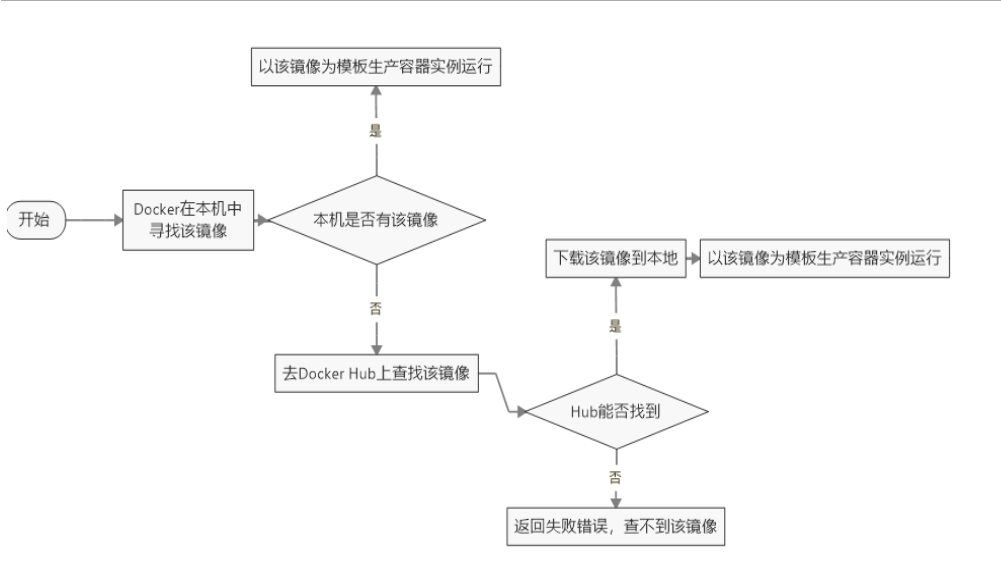 以该镜像为模板生产容器实例运行
是
开始
Docker在本机中
寻找该镜像
本机是否有该镜像
否
去Docker Hub上查找该镜像
下载该镜像到本地
以该镜像为模板生产容器实例运行
是
Hub能否找到
否
返回失败错误，查不到该镜像